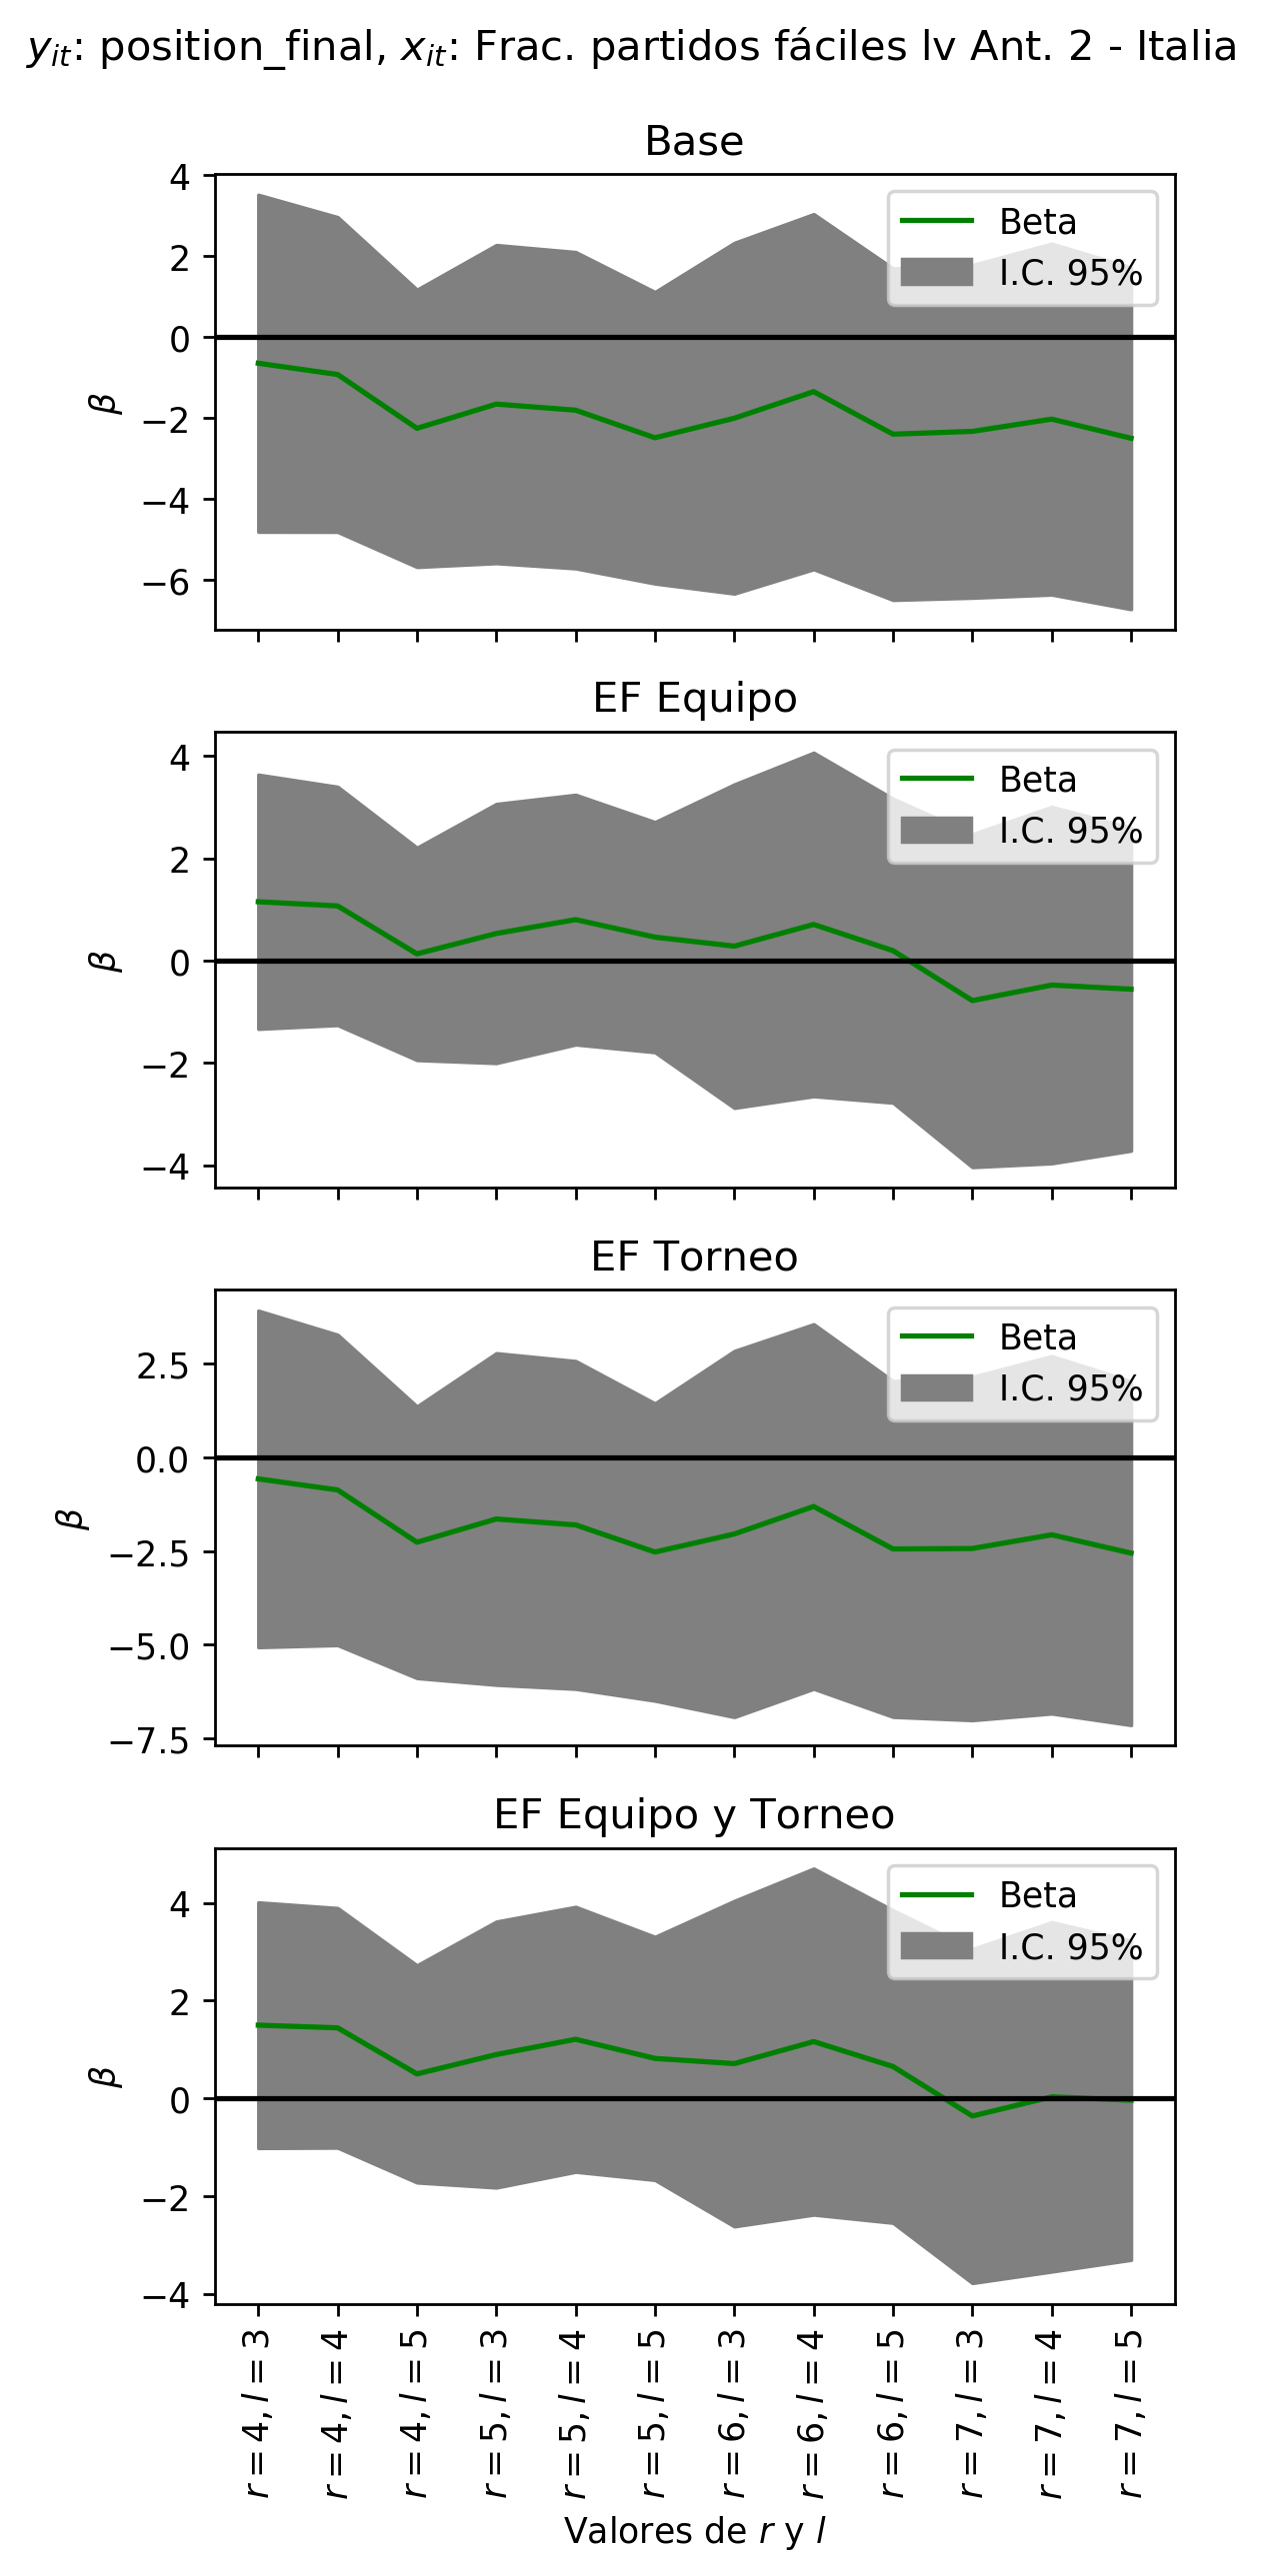 y_it: position_final, x_it: Frac. partidos fáciles lv Ant. 2 - Italia
Base
4
2
0
−2
−4
−6
β
Beta
I.C. 95%
EF Equipo
4
2
0
−2
−4
β
Beta
I.C. 95%
EF Torneo
2.5
0.0
−2.5
−5.0
−7.5
β
Beta
I.C. 95%
EF Equipo y Torneo
4
2
0
−2
−4
β
Beta
I.C. 95%
r = 4, l = 3
r = 4, l = 4
r = 4, l = 5
r = 5, l = 3
r = 5, l = 4
r = 5, l = 5
r = 6, l = 3
r = 6, l = 4
r = 6, l = 5
r = 7, l = 3
r = 7, l = 4
r = 7, l = 5
Valores de r y l